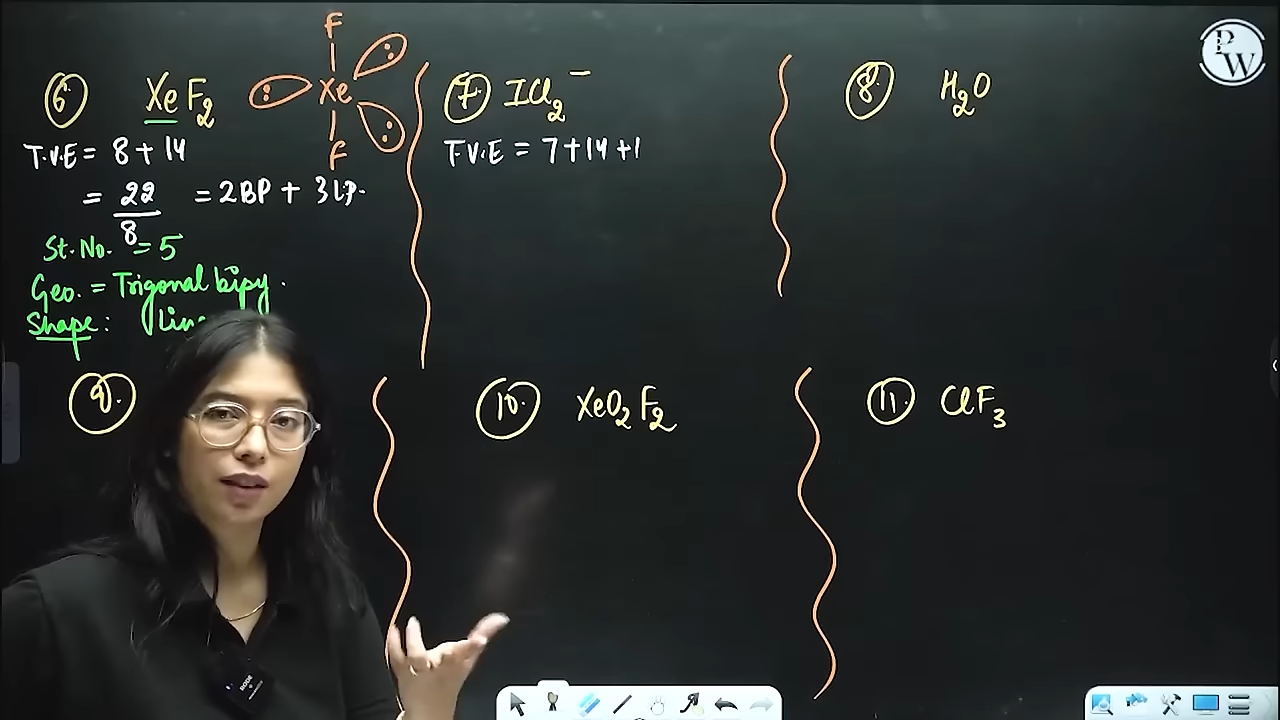 PW
6. XeF2
F
:
Xe
:
:
F
T.V.E = 8 + 14
= 22/8 = 2BP + 3LP.
St. No. = 5
Geo. = Trigonal bipy.
Shape:
7. ICl2⁻
T.V.E = 7+14+1
8. H2O
9.
10. XeO2F2
11. ClF3